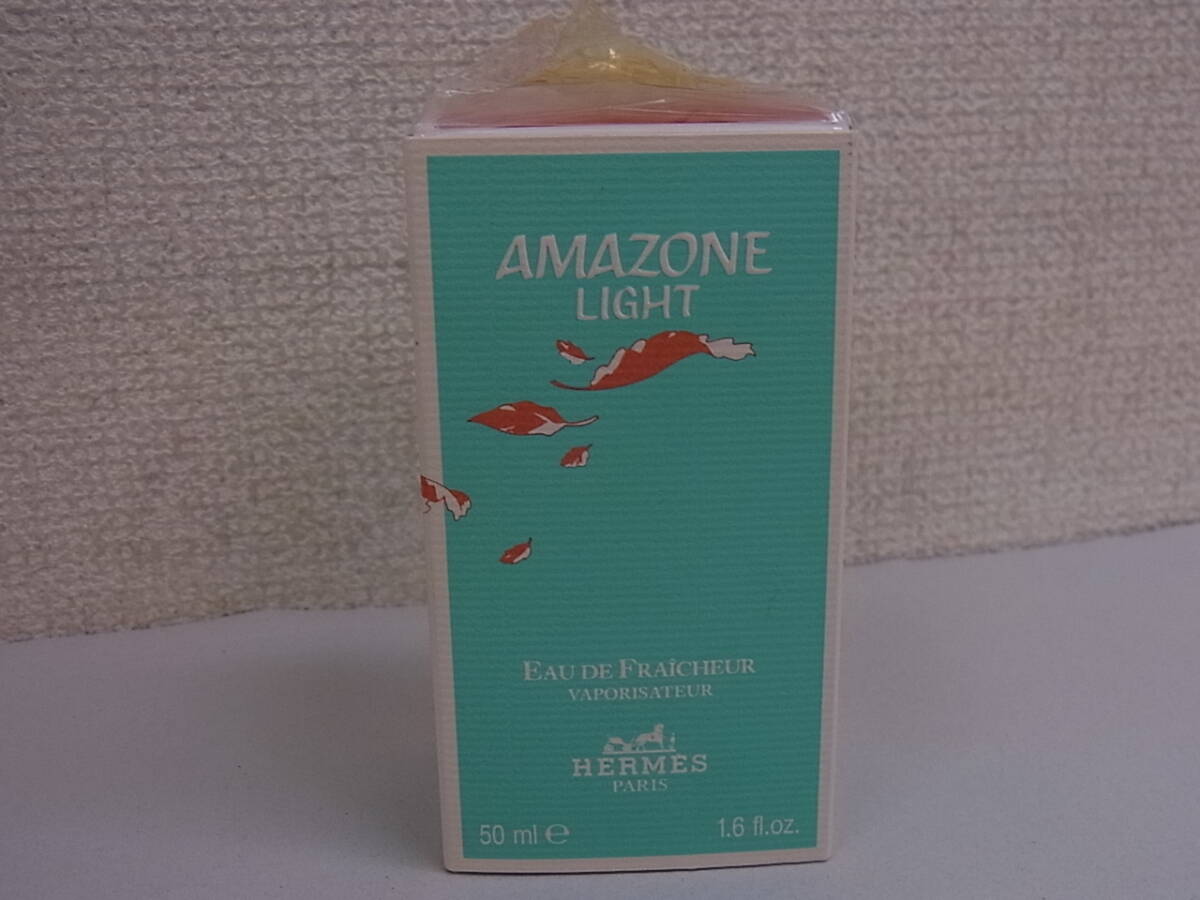 AMAZONE
LIGHT
EAU DE FRAÎCHEUR
VAPORISATEUR
HERMÈS
PARIS
50 ml ℮
1.6 fl.oz.